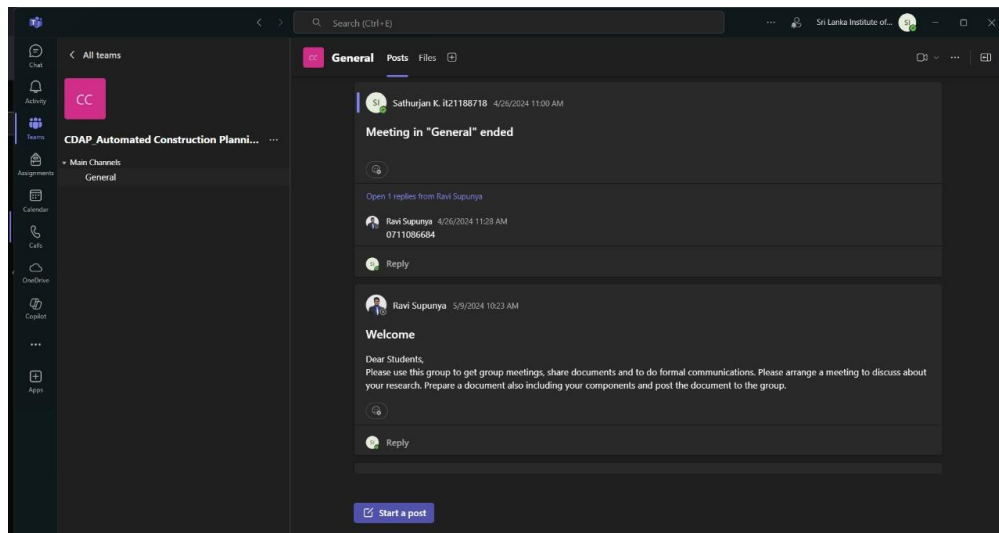 Search (Ctrl+E)
Sri Lanka Institute of...
SI
Chat
Activity
Teams
Assignments
Calendar
Calls
OneDrive
Copilot
Apps
All teams
CC
CDAP_Automated Construction Planni...
Main Channels
General
CC
General Posts Files
SI
Sathurjan K. it21188718 4/26/2024 11:00 AM
Meeting in "General" ended
Open 1 replies from Ravi Supunya
Ravi Supunya 4/26/2024 11:28 AM
0711086684
SI Reply
Ravi Supunya 5/9/2024 10:23 AM
Welcome
Dear Students,
Please use this group to get group meetings, share documents and to do formal communications. Please arrange a meeting to discuss about
your research. Prepare a document also including your components and post the document to the group.
SI Reply
Start a post